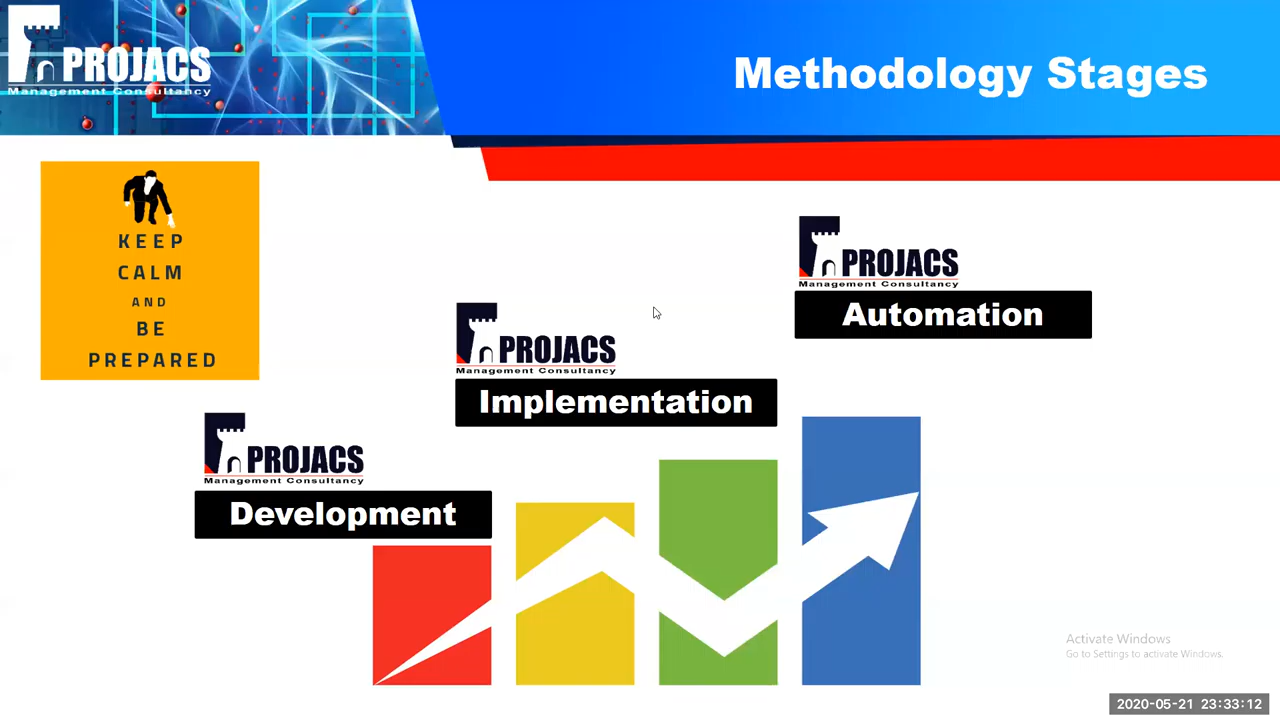 PROJACS
Management Consultancy
Methodology Stages
KEEP
CALM
AND
BE
PREPARED
PROJACS
Management Consultancy
Automation
PROJACS
Management Consultancy
Implementation
PROJACS
Management Consultancy
Development
Activate Windows
Go to Settings to activate Windows.
2020-05-21 23:33:12